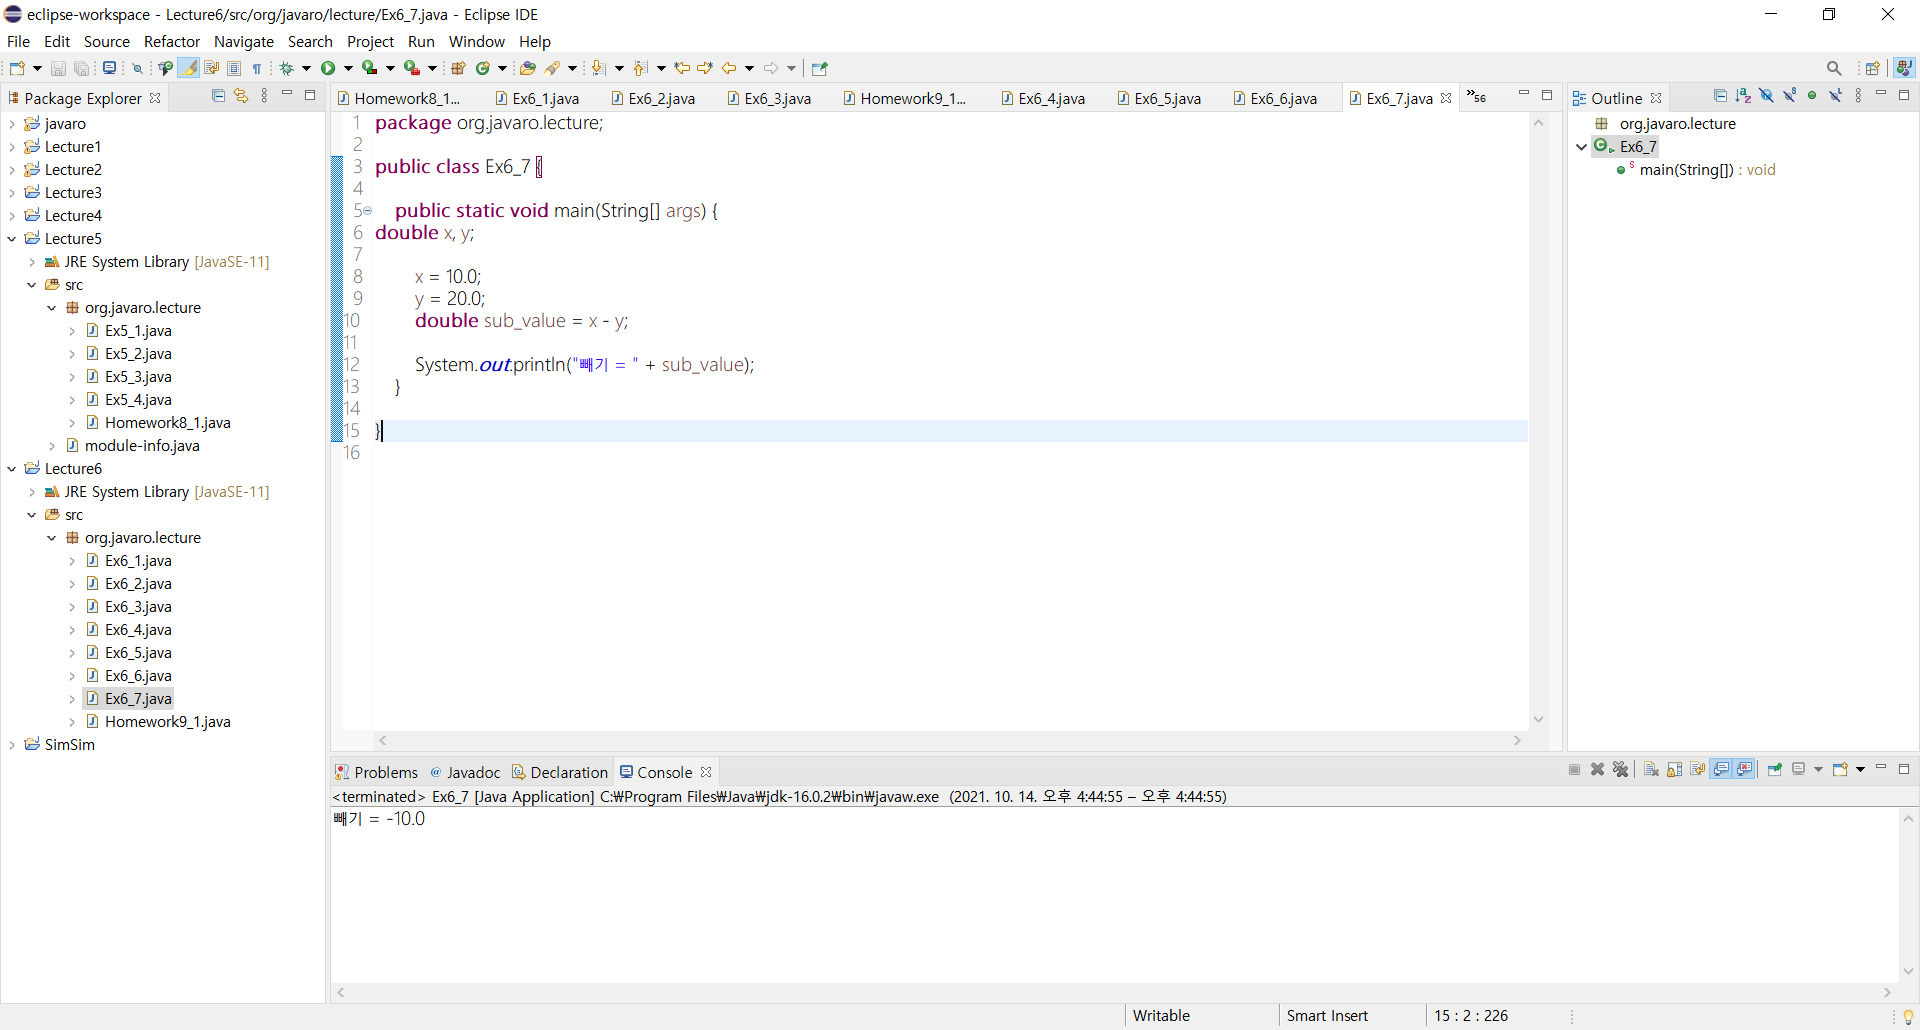 eclipse-workspace - Lecture6/src/org/javaro/lecture/Ex6_7.java - Eclipse IDE
File Edit Source Refactor Navigate Search Project Run Window Help
Package Explorer
javaro
Lecture1
Lecture2
Lecture3
Lecture4
Lecture5
JRE System Library [JavaSE-11]
src
org.javaro.lecture
Ex5_1.java
Ex5_2.java
Ex5_3.java
Ex5_4.java
Homework8_1.java
module-info.java
Lecture6
JRE System Library [JavaSE-11]
src
org.javaro.lecture
Ex6_1.java
Ex6_2.java
Ex6_3.java
Ex6_4.java
Ex6_5.java
Ex6_6.java
Ex6_7.java
Homework9_1.java
SimSim
Homework8_1... Ex6_1.java Ex6_2.java Ex6_3.java Homework9_1... Ex6_4.java Ex6_5.java Ex6_6.java Ex6_7.java »56
1 package org.javaro.lecture;
2
3 public class Ex6_7 {
4
5 public static void main(String[] args) {
6 double x, y;
7
8 x = 10.0;
9 y = 20.0;
10 double sub_value = x - y;
11
12 System.out.println("빼기 = " + sub_value);
13 }
14
15 }
16
Outline
org.javaro.lecture
Ex6_7
main(String[]) : void
Problems @ Javadoc Declaration Console
<terminated> Ex6_7 [Java Application] C:₩Program Files₩Java₩jdk-16.0.2₩bin₩javaw.exe (2021. 10. 14. 오후 4:44:55 – 오후 4:44:55)
빼기 = -10.0
Writable Smart Insert 15 : 2 : 226